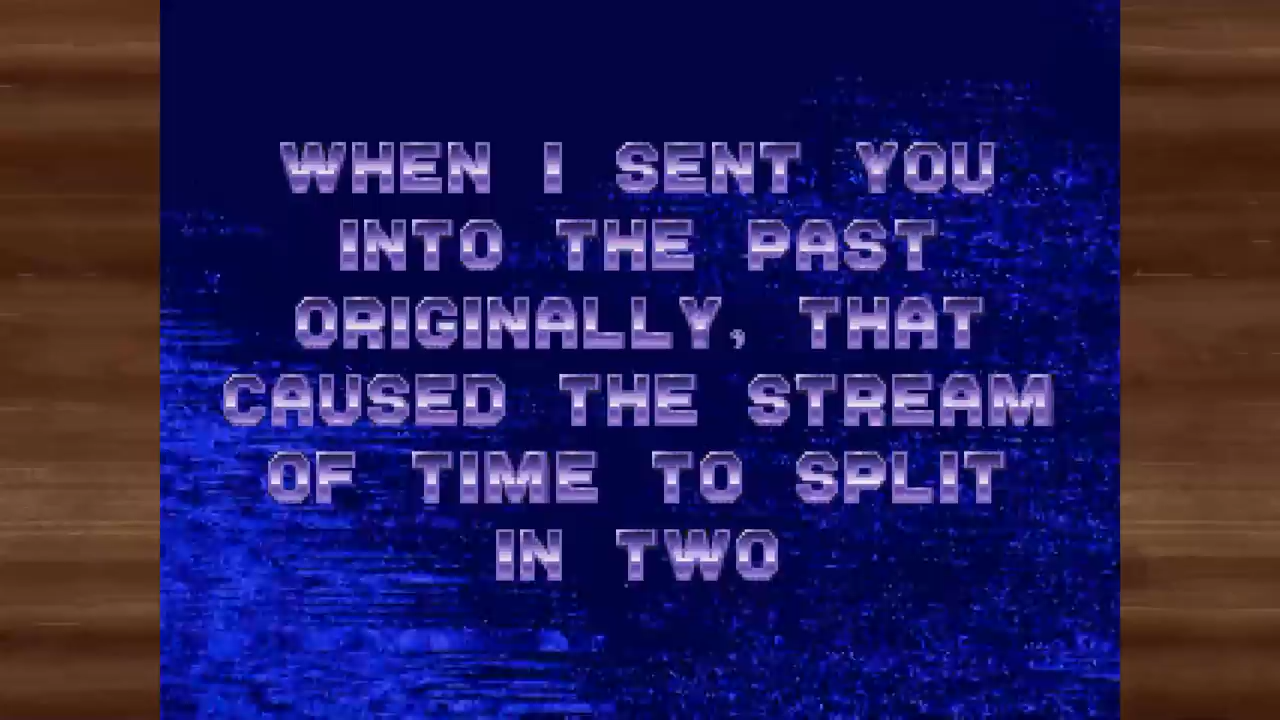 WHEN I SENT YOU
INTO THE PAST
ORIGINALLY, THAT
CAUSED THE STREAM
OF TIME TO SPLIT
IN TWO